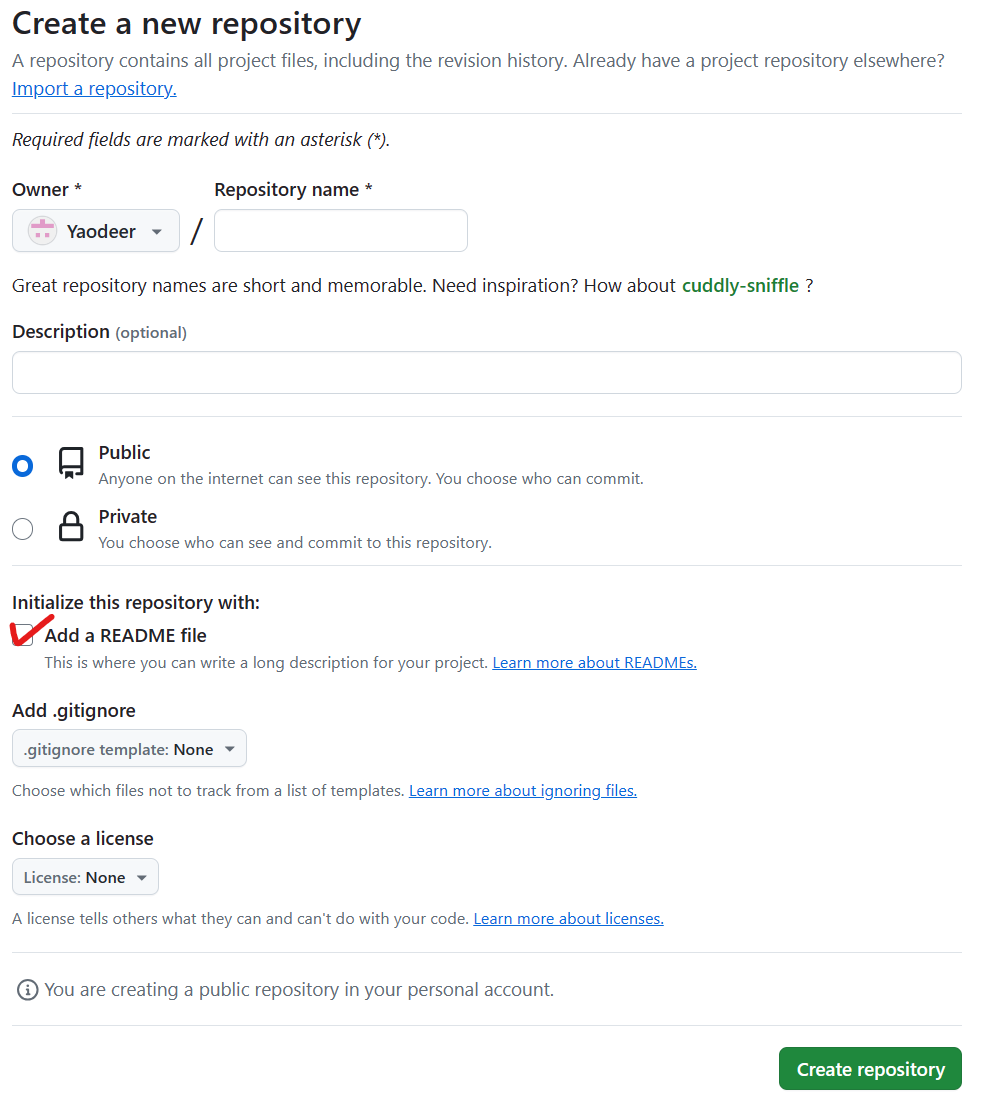 Create a new repository
A repository contains all project files, including the revision history. Already have a project repository elsewhere?
Import a repository.
Required fields are marked with an asterisk (*).
Owner * Repository name *
Yaodeer /
Great repository names are short and memorable. Need inspiration? How about cuddly-sniffle ?
Description (optional)
Public
Anyone on the internet can see this repository. You choose who can commit.
Private
You choose who can see and commit to this repository.
Initialize this repository with:
Add a README file
This is where you can write a long description for your project. Learn more about READMEs.
Add .gitignore
.gitignore template: None
Choose which files not to track from a list of templates. Learn more about ignoring files.
Choose a license
License: None
A license tells others what they can and can't do with your code. Learn more about licenses.
You are creating a public repository in your personal account.
Create repository